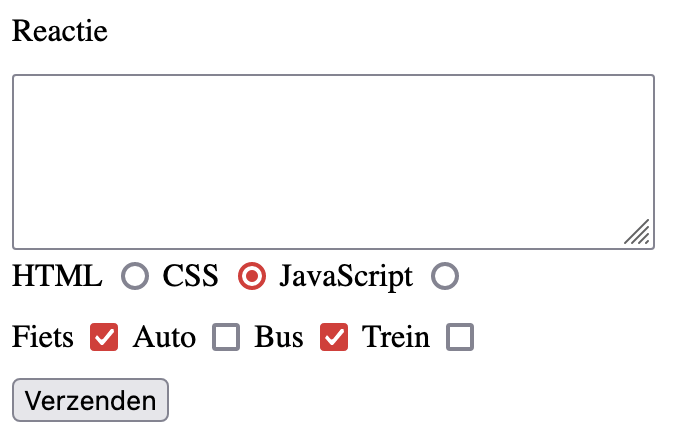 Reactie
HTML CSS JavaScript
Fiets Auto Bus Trein
Verzenden